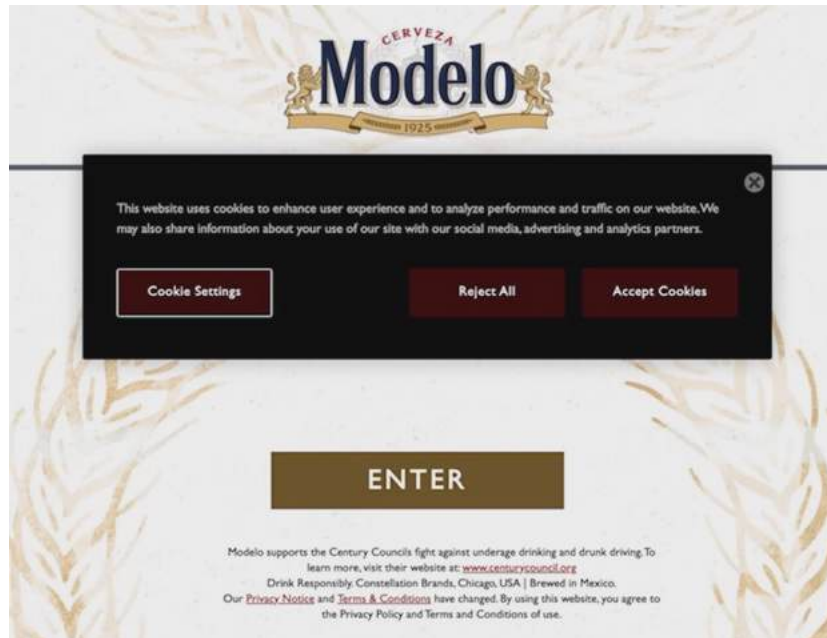 CERVEZA
Modelo
1925
This website uses cookies to enhance user experience and to analyze performance and traffic on our website. We
may also share information about your use of our site with our social media, advertising and analytics partners.
Cookie Settings
Reject All
Accept Cookies
ENTER
Modelo supports the Century Councils fight against underage drinking and drunk driving. To
learn more, visit their website at: www.centurycouncil.org
Drink Responsibly. Constellation Brands, Chicago, USA | Brewed in Mexico.
Our Privacy Notice and Terms & Conditions have changed. By using this website, you agree to
the Privacy Policy and Terms and Conditions of use.